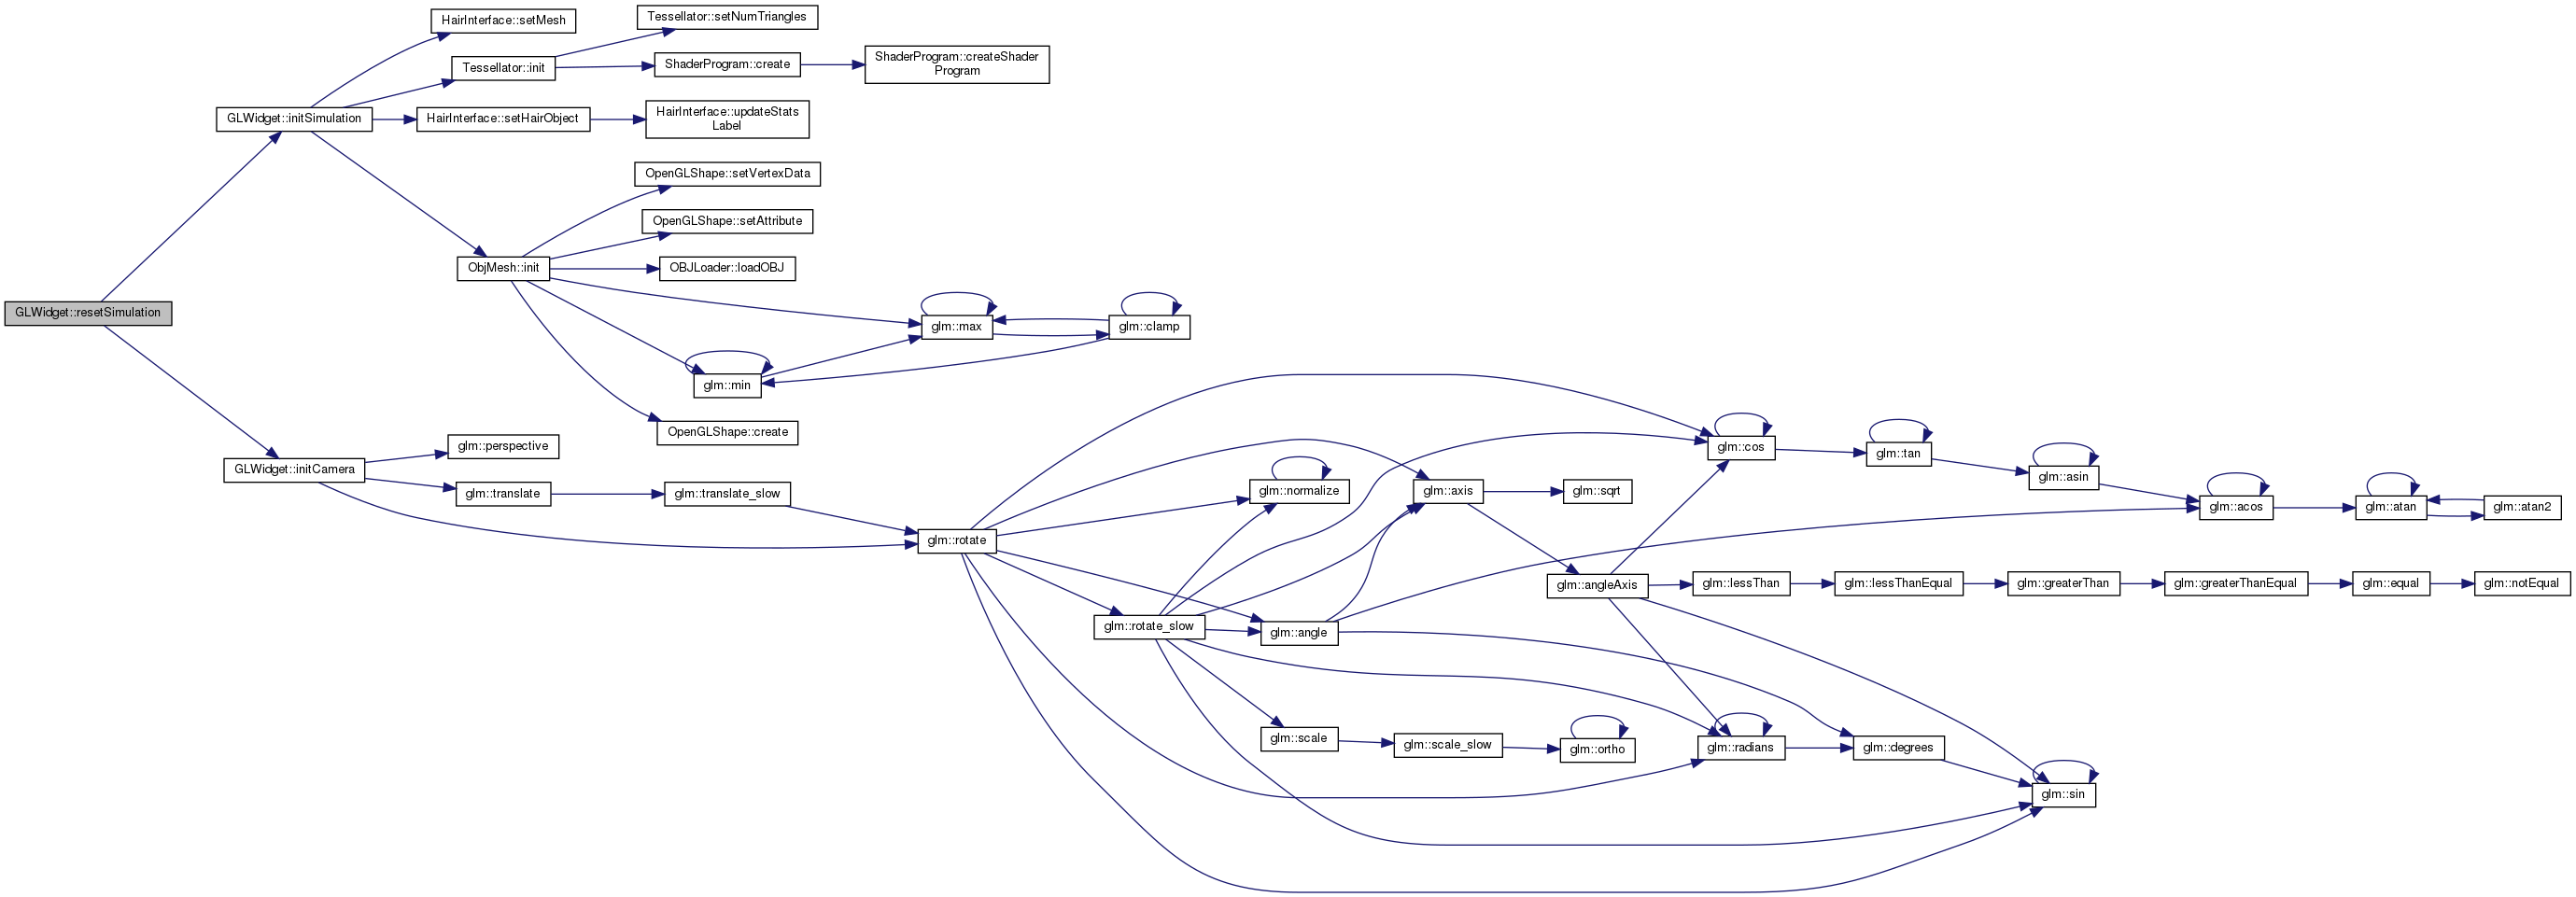 HairInterface::setMesh
Tessellator::setNumTriangles
Tessellator::init
ShaderProgram::create
ShaderProgram::createShader
Program
GLWidget::initSimulation
HairInterface::setHairObject
HairInterface::updateStats
Label
OpenGLShape::setVertexData
OpenGLShape::setAttribute
ObjMesh::init
OBJLoader::loadOBJ
GLWidget::resetSimulation
glm::max
glm::clamp
glm::min
OpenGLShape::create
glm::perspective
GLWidget::initCamera
glm::translate
glm::translate_slow
glm::rotate
glm::normalize
glm::axis
glm::sqrt
glm::cos
glm::tan
glm::asin
glm::acos
glm::atan
glm::atan2
glm::angleAxis
glm::lessThan
glm::lessThanEqual
glm::greaterThan
glm::greaterThanEqual
glm::equal
glm::notEqual
glm::rotate_slow
glm::angle
glm::scale
glm::scale_slow
glm::ortho
glm::radians
glm::degrees
glm::sin